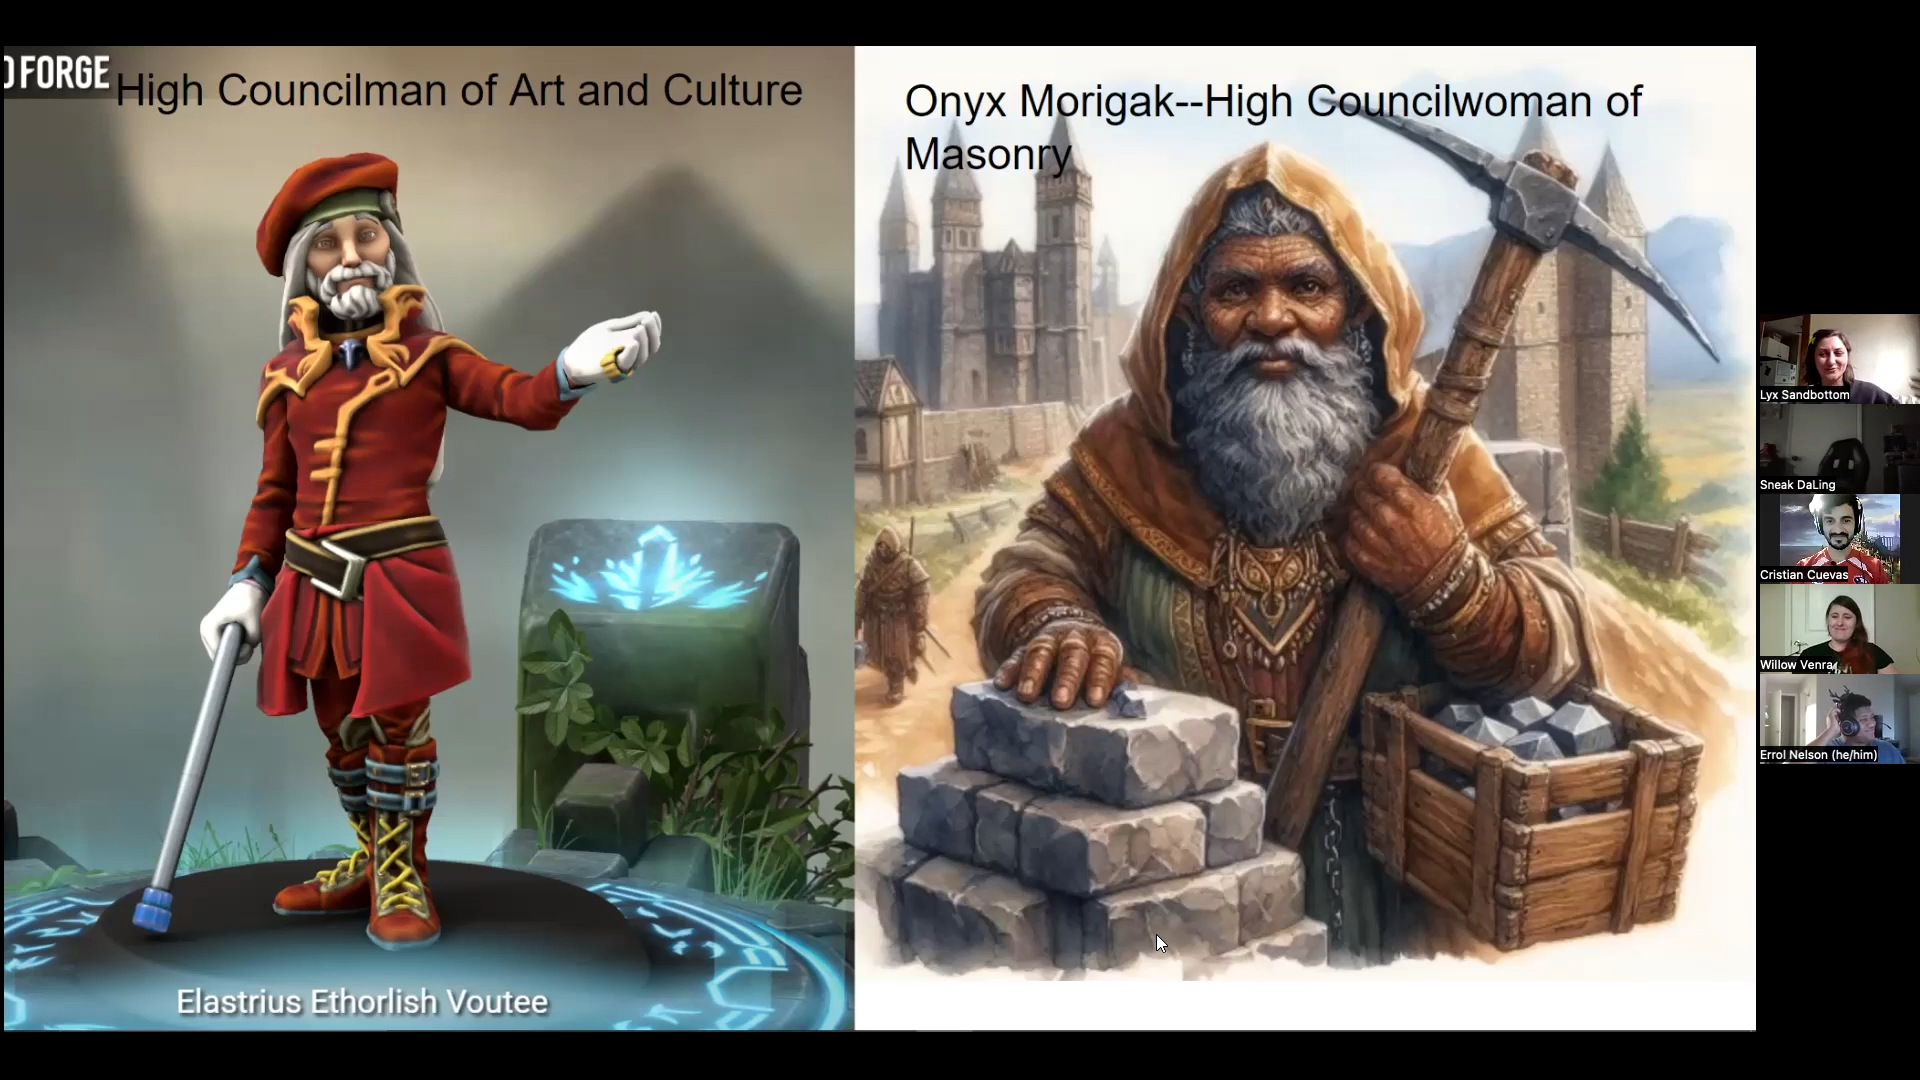 FORGE
High Councilman of Art and Culture
Onyx Morigak--High Councilwoman of
Masonry
Elastrius Ethorlish Voutee
Lyx Sandbottom
Sneak DaLing
Cristian Cuevas
Willow Venra
Errol Nelson (he/him)